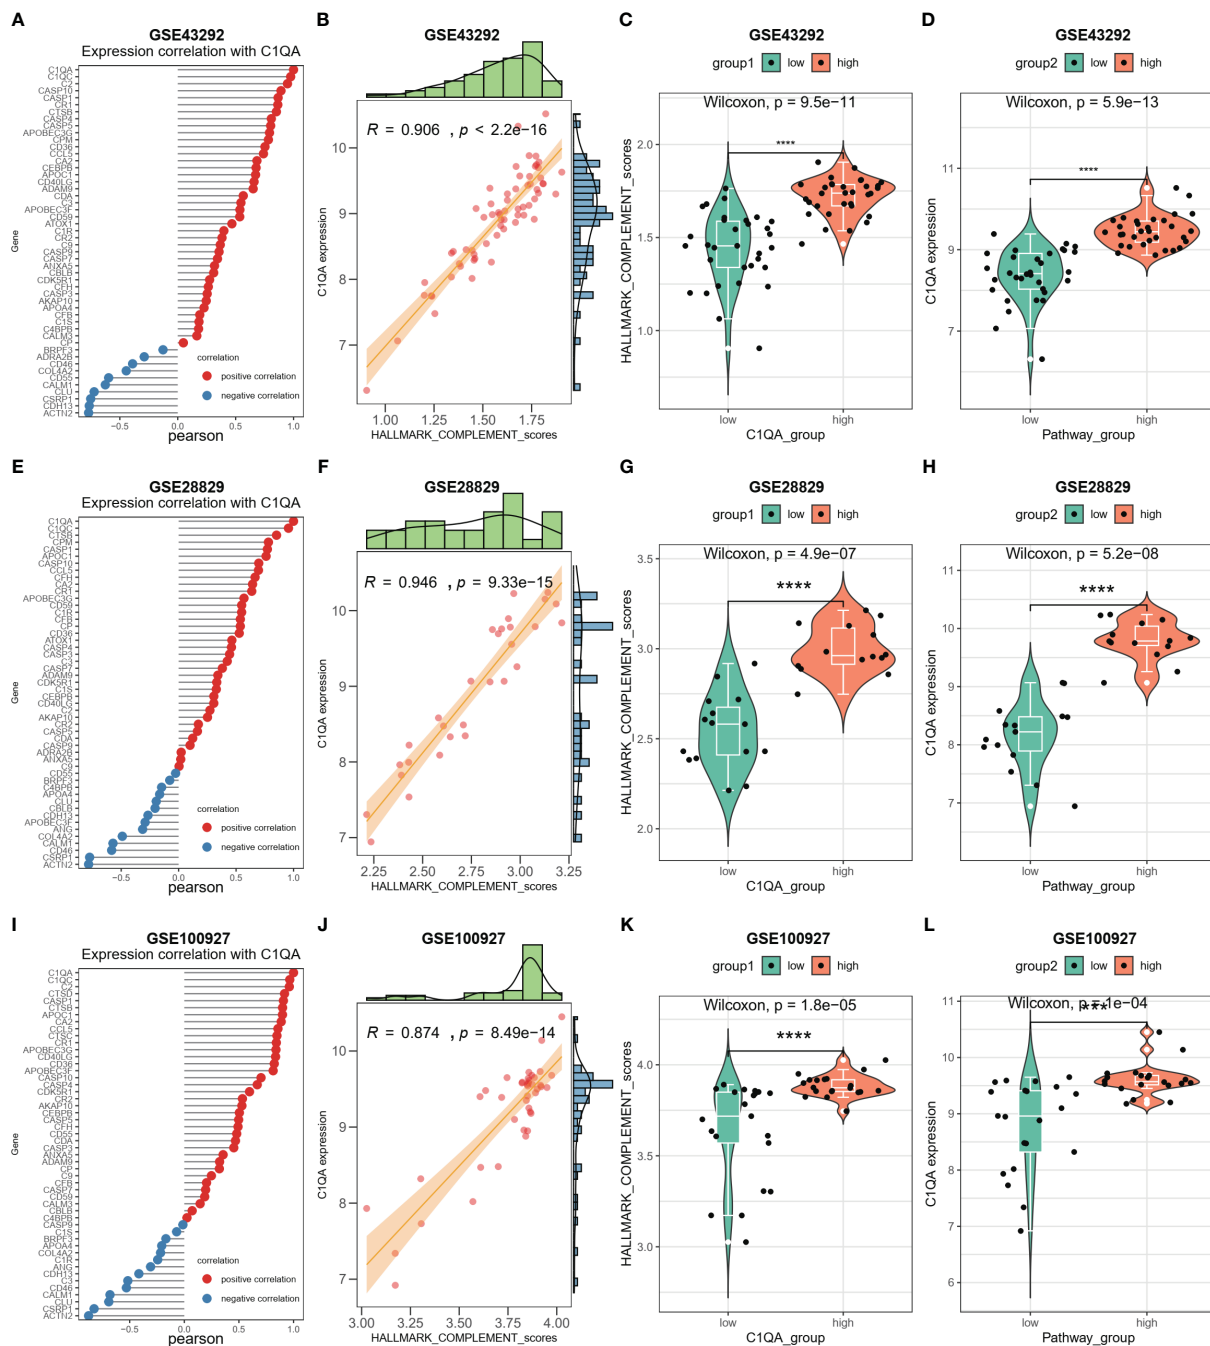 A
GSE43292
Expression correlation with C1QA
C1QA
C1QC
C2
CASP10
CASP1
CR1
CTSB
CASP4
CASP5
APOBEC3G
CPM
CD36
CCL5
CA2
CEBPB
APOC1
CD40LG
ADAM9
CDA
C3
APOBEC3F
CD59
ATOX1
C1R
CR2
C9
CASP9
CASP7
ANXA5
CBLB
CDK5R1
CFH
CASP3
AKAP10
APOA4
CFB
C1S
C4BPB
CALM3
CP
BRPF3
ADRA2B
CD46
COL4A2
CD55
CALM1
CLU
CSRP1
CDH13
ACTN2
Gene
correlation
positive correlation
negative correlation
−0.5 0.0 0.5 1.0
pearson
B
GSE43292
R = 0.906 , p < 2.2e−16
10
9
8
7
C1QA expression
1.00 1.25 1.50 1.75
HALLMARK_COMPLEMENT_scores
C
GSE43292
group1 low high
Wilcoxon, p = 9.5e−11
****
2.0
1.5
1.0
HALLMARK_COMPLEMENT_scores
low high
C1QA_group
D
GSE43292
group2 low high
Wilcoxon, p = 5.9e−13
****
11
9
7
C1QA expression
low high
Pathway_group
E
GSE28829
Expression correlation with C1QA
C1QA
C1QC
CTSB
CPM
CASP1
APOC1
CASP10
CCL5
CFH
CA2
CR1
APOBEC3G
CD59
C1R
CFB
CP
CD36
ATOX1
CASP4
CASP3
C3
CASP7
ADAM9
CDK5R1
C1S
CEBPB
CD40LG
C2
AKAP10
CR2
CASP5
CDA
CASP9
ADRA2B
ANXA5
C9
CD55
BRPF3
C4BPB
APOA4
CLU
CBLB
CDH13
APOBEC3F
ANG
COL4A2
CALM1
CD46
CSRP1
ACTN2
Gene
correlation
positive correlation
negative correlation
−0.5 0.0 0.5 1.0
pearson
F
GSE28829
R = 0.946 , p = 9.33e−15
10
9
8
7
C1QA expression
2.25 2.50 2.75 3.00 3.25
HALLMARK_COMPLEMENT_scores
G
GSE28829
group1 low high
Wilcoxon, p = 4.9e−07
****
3.5
3.0
2.5
2.0
HALLMARK_COMPLEMENT_scores
low high
C1QA_group
H
GSE28829
group2 low high
Wilcoxon, p = 5.2e−08
****
11
10
9
8
7
C1QA expression
low high
Pathway_group
I
GSE100927
Expression correlation with C1QA
C1QA
C1QC
C2
CTSD
CASP1
CTSB
APOC1
CA2
CCL5
CTSC
CR1
APOBEC3G
CD40LG
CD36
APOBEC3F
CASP10
CASP4
CDK5R1
CR2
AKAP10
CEBPB
CASP5
CFH
CD55
CDA
CASP3
ANXA5
ADAM9
CP
C9
CFB
CASP7
CD59
CALM3
CBLB
C4BPB
CASP9
C1S
BRPF3
APOA4
COL4A2
C1R
ANG
CDH13
C3
CD46
CALM1
CLU
CSRP1
ACTN2
Gene
correlation
positive correlation
negative correlation
−0.5 0.0 0.5 1.0
pearson
J
GSE100927
R = 0.874 , p = 8.49e−14
10
9
8
7
C1QA expression
3.00 3.25 3.50 3.75 4.00
HALLMARK_COMPLEMENT_scores
K
GSE100927
group1 low high
Wilcoxon, p = 1.8e−05
****
4.0
3.5
3.0
HALLMARK_COMPLEMENT_scores
low high
C1QA_group
L
GSE100927
group2 low high
Wilcoxon, p = 1e−04
***
11
10
9
8
7
6
C1QA expression
low high
Pathway_group